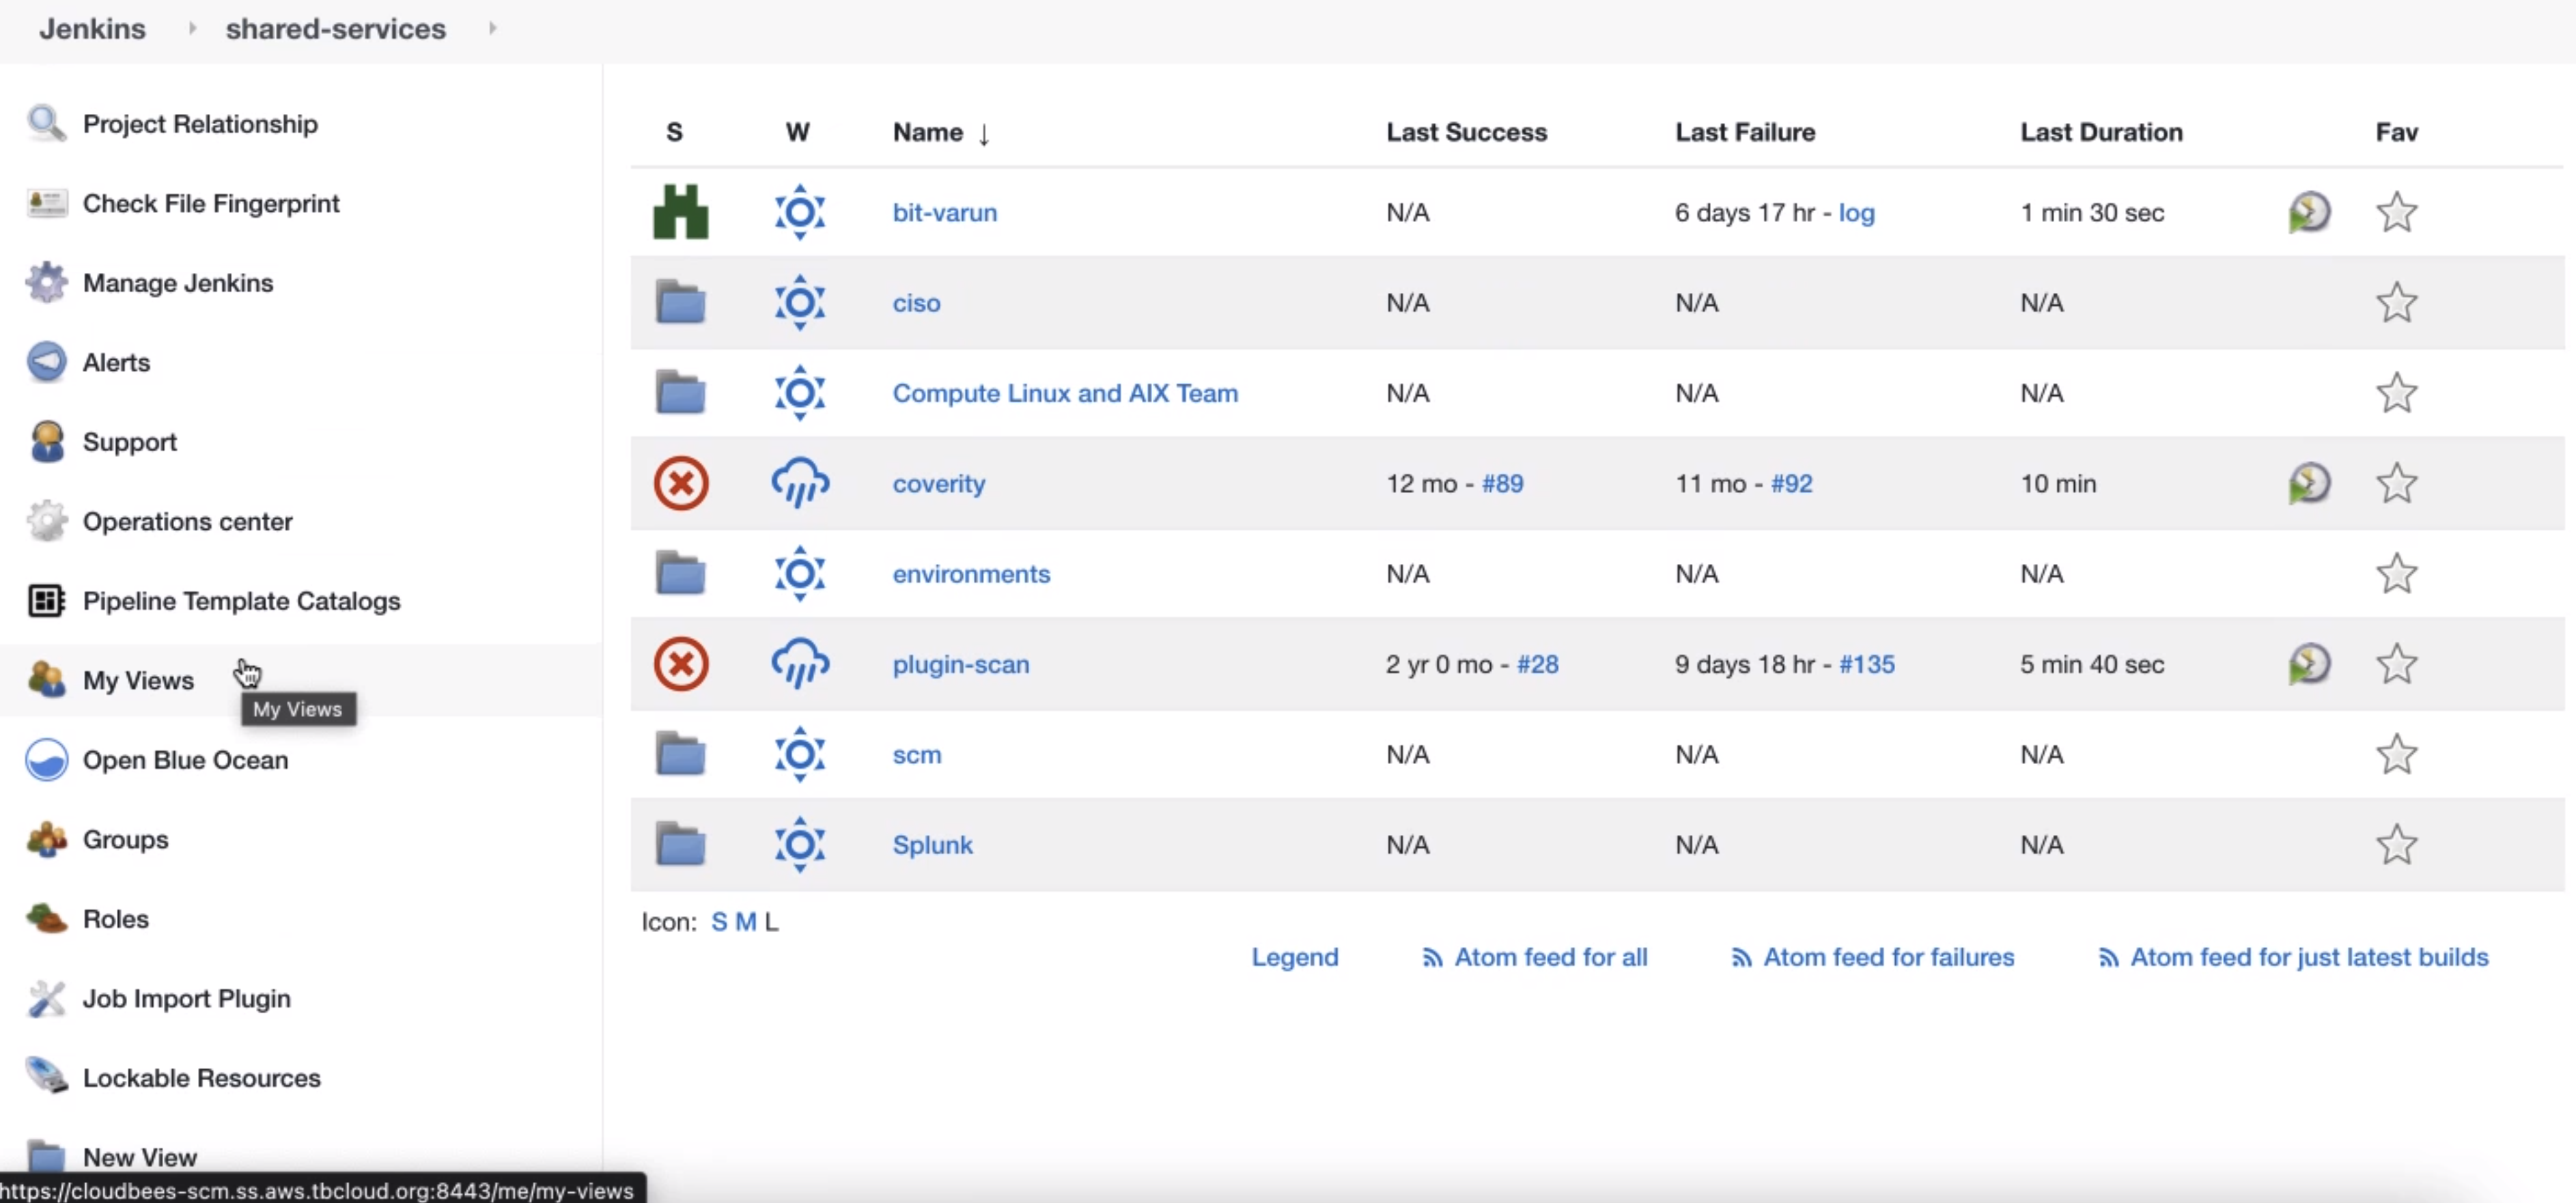 Jenkins shared-services
Project Relationship
Check File Fingerprint
Manage Jenkins
Alerts
Support
Operations center
Pipeline Template Catalogs
My Views
My Views
Open Blue Ocean
Groups
Roles
Job Import Plugin
Lockable Resources
New View
https://cloudbees-scm.ss.aws.tbcloud.org:8443/me/my-views
S W Name ↓ Last Success Last Failure Last Duration Fav
bit-varun N/A 6 days 17 hr - log 1 min 30 sec
ciso N/A N/A N/A
Compute Linux and AIX Team N/A N/A N/A
coverity 12 mo - #89 11 mo - #92 10 min
environments N/A N/A N/A
plugin-scan 2 yr 0 mo - #28 9 days 18 hr - #135 5 min 40 sec
scm N/A N/A N/A
Splunk N/A N/A N/A
Icon: S M L
Legend Atom feed for all Atom feed for failures Atom feed for just latest builds